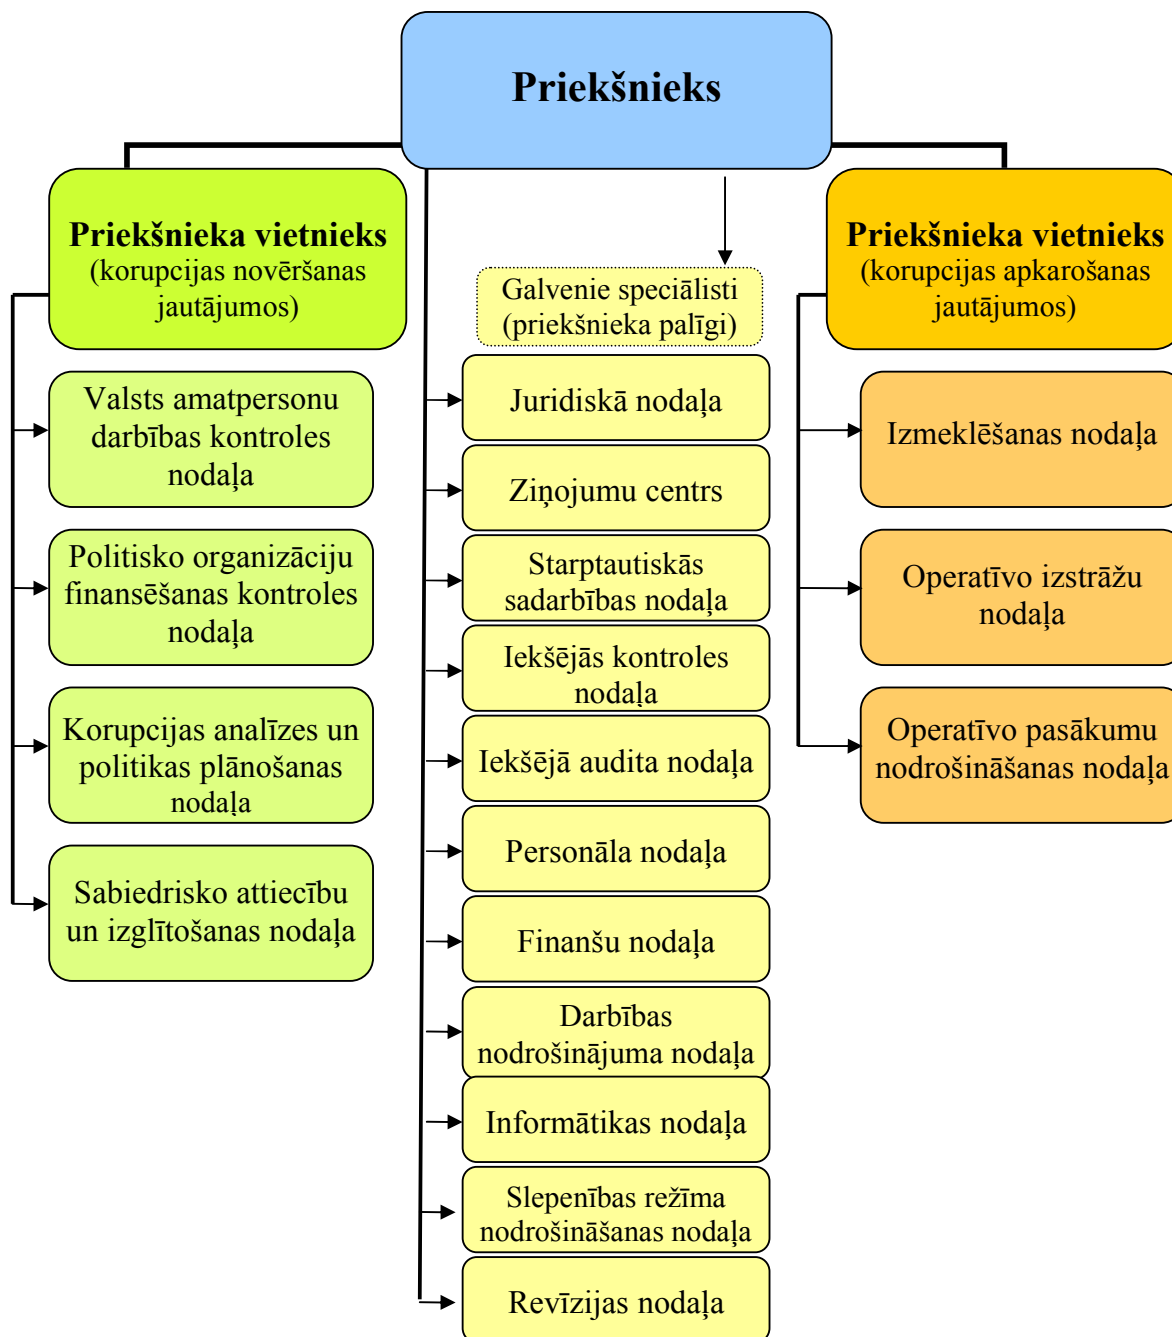 Priekšnieks
Priekšnieka vietnieks
(korupcijas novēršanas
jautājumos)
Valsts amatpersonu
darbības kontroles
nodaļa
Politisko organizāciju
finansēšanas kontroles
nodaļa
Korupcijas analīzes un
politikas plānošanas
nodaļa
Sabiedrisko attiecību
un izglītošanas nodaļa
Galvenie speciālisti
(priekšnieka palīgi)
Juridiskā nodaļa
Ziņojumu centrs
Starptautiskās
sadarbības nodaļa
Iekšējās kontroles
nodaļa
Iekšējā audita nodaļa
Personāla nodaļa
Finanšu nodaļa
Darbības
nodrošinājuma nodaļa
Informātikas nodaļa
Slepenības režīma
nodrošināšanas nodaļa
Revīzijas nodaļa
Priekšnieka vietnieks
(korupcijas apkarošanas
jautājumos)
Izmeklēšanas nodaļa
Operatīvo izstrāžu
nodaļa
Operatīvo pasākumu
nodrošināšanas nodaļa